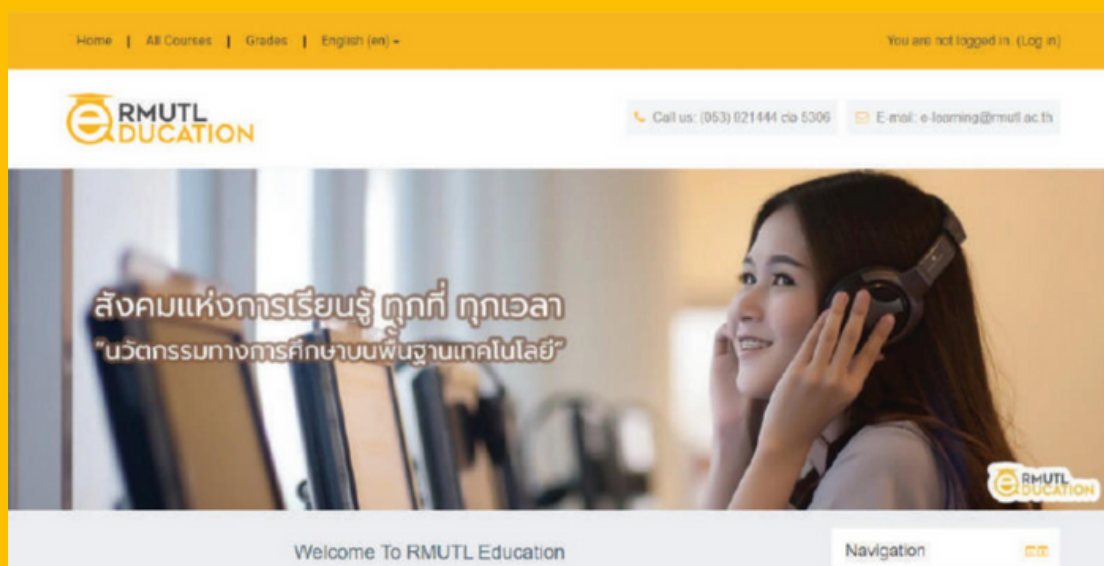 Home | All Courses | Grades | English (en)
You are not logged in. (Log in)
RMUTL
EDUCATION
Call us: (053) 921444 ต่อ 5306
E-mail: e-learning@rmutl.ac.th
สังคมแห่งการเรียนรู้ ทุกที่ ทุกเวลา
"นวัตกรรมทางการศึกษาบนพื้นฐานเทคโนโลยี"
RMUTL
EDUCATION
Welcome To RMUTL Education
Navigation